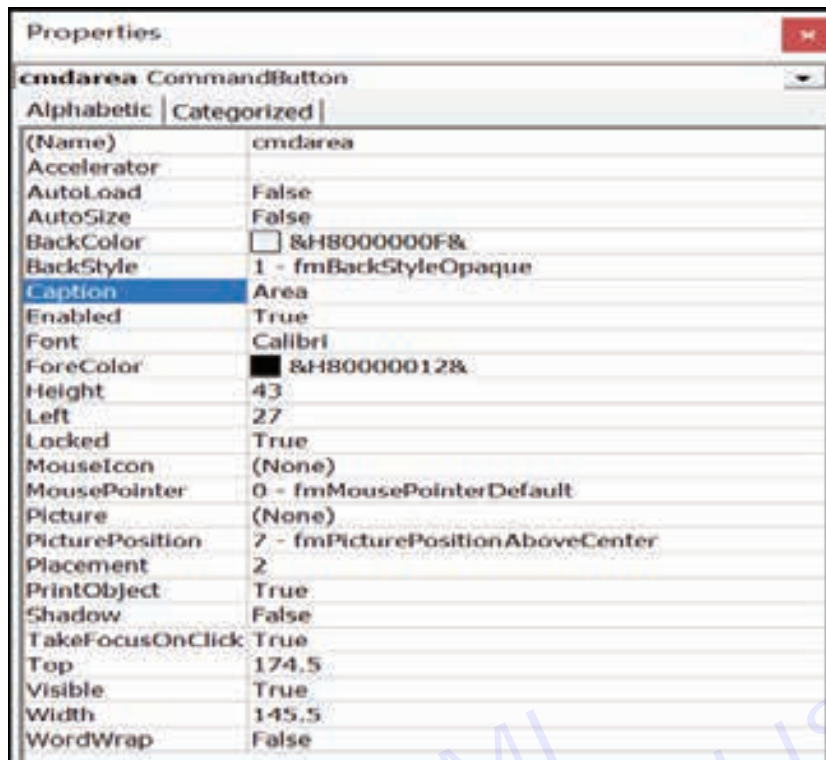 Properties
cmdarea CommandButton
Alphabetic Categorized
(Name) cmdarea
Accelerator
AutoLoad False
AutoSize False
BackColor &H8000000F&
BackStyle 1 - fmBackStyleOpaque
Caption Area
Enabled True
Font Calibri
ForeColor &H80000012&
Height 43
Left 27
Locked True
MouseIcon (None)
MousePointer 0 - fmMousePointerDefault
Picture (None)
PicturePosition 7 - fmPicturePositionAboveCenter
Placement 2
PrintObject True
Shadow False
TakeFocusOnClick True
Top 174.5
Visible True
Width 145.5
WordWrap False